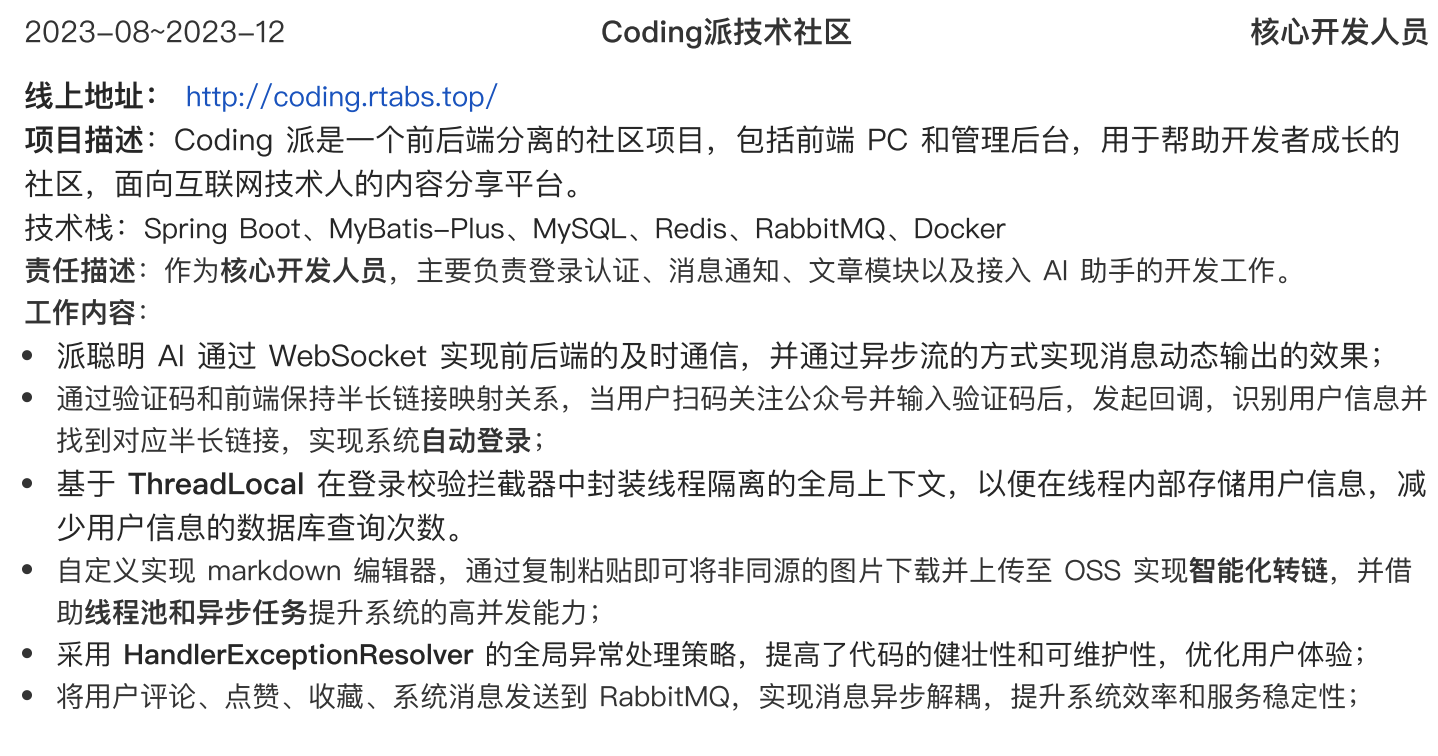 2023-08~2023-12 Coding派技术社区 核心开发人员
线上地址： http://coding.rtabs.top/
项目描述：Coding 派是一个前后端分离的社区项目，包括前端 PC 和管理后台，用于帮助开发者成长的
社区，面向互联网技术人的内容分享平台。
技术栈：Spring Boot、MyBatis-Plus、MySQL、Redis、RabbitMQ、Docker
责任描述：作为核心开发人员，主要负责登录认证、消息通知、文章模块以及接入 AI 助手的开发工作。
工作内容：
• 派聪明 AI 通过 WebSocket 实现前后端的及时通信，并通过异步流的方式实现消息动态输出的效果；
• 通过验证码和前端保持半长链接映射关系，当用户扫码关注公众号并输入验证码后，发起回调，识别用户信息并
找到对应半长链接，实现系统自动登录；
• 基于 ThreadLocal 在登录校验拦截器中封装线程隔离的全局上下文，以便在线程内部存储用户信息，减
少用户信息的数据库查询次数。
• 自定义实现 markdown 编辑器，通过复制粘贴即可将非同源的图片下载并上传至 OSS 实现智能化转链，并借
助线程池和异步任务提升系统的高并发能力；
• 采用 HandlerExceptionResolver 的全局异常处理策略，提高了代码的健壮性和可维护性，优化用户体验；
• 将用户评论、点赞、收藏、系统消息发送到 RabbitMQ，实现消息异步解耦，提升系统效率和服务稳定性；